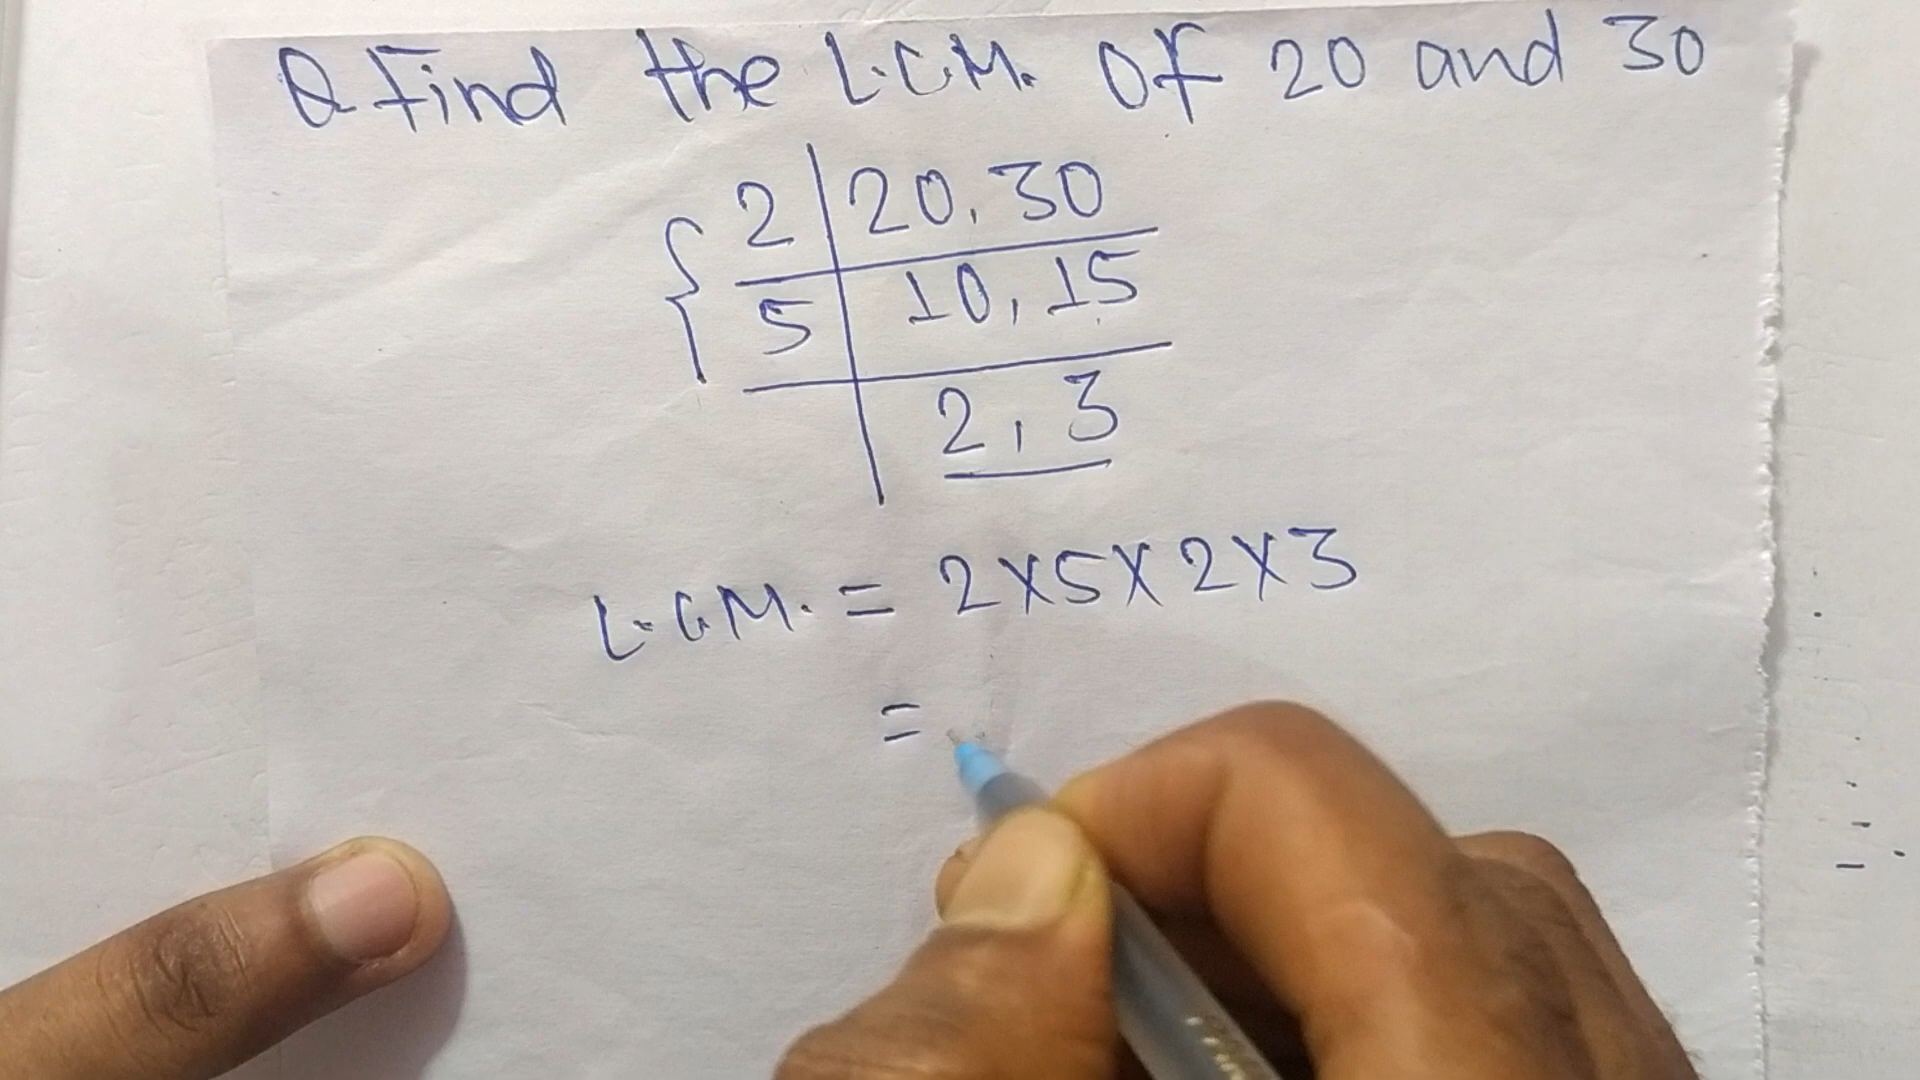 Q Find the L.C.M. Of 20 and 30
2 20, 30
5 10, 15
2, 3
L.C.M. = 2×5×2×3
=